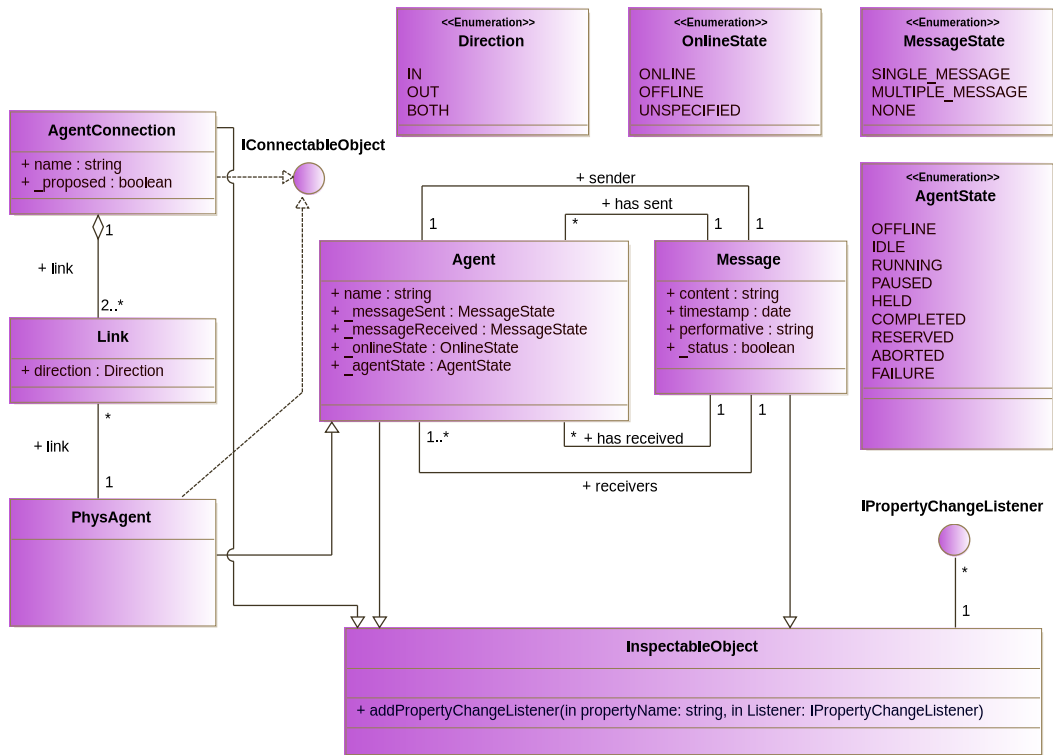 <<Enumeration>>
Direction
IN
OUT
BOTH
<<Enumeration>>
OnlineState
ONLINE
OFFLINE
UNSPECIFIED
<<Enumeration>>
MessageState
SINGLE_MESSAGE
MULTIPLE_MESSAGE
NONE
AgentConnection
+ name : string
+ _proposed : boolean
IConnectableObject
<<Enumeration>>
AgentState
OFFLINE
IDLE
RUNNING
PAUSED
HELD
COMPLETED
RESERVED
ABORTED
FAILURE
+ sender
+ has sent
1
*
1
1
1
+ link
2..*
Agent
+ name : string
+ _messageSent : MessageState
+ _messageReceived : MessageState
+ _onlineState : OnlineState
+ _agentState : AgentState
Message
+ content : string
+ timestamp : date
+ performative : string
+ _status : boolean
Link
+ direction : Direction
*
+ link
1
1..*
*
+ has received
1
1
+ receivers
PhysAgent
IPropertyChangeListener
*
1
InspectableObject
+ addPropertyChangeListener(in propertyName: string, in Listener: IPropertyChangeListener)